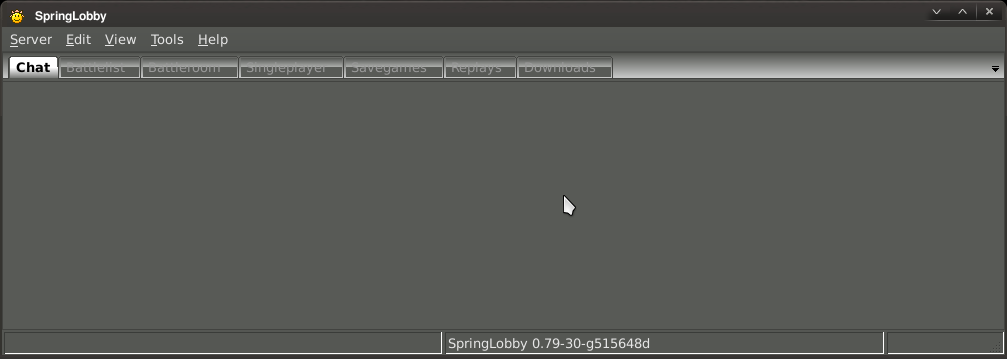 SpringLobby
Server Edit View Tools Help
Chat Battlelist Battleroom Singleplayer Savegames Replays Downloads
SpringLobby 0.79-30-g515648d